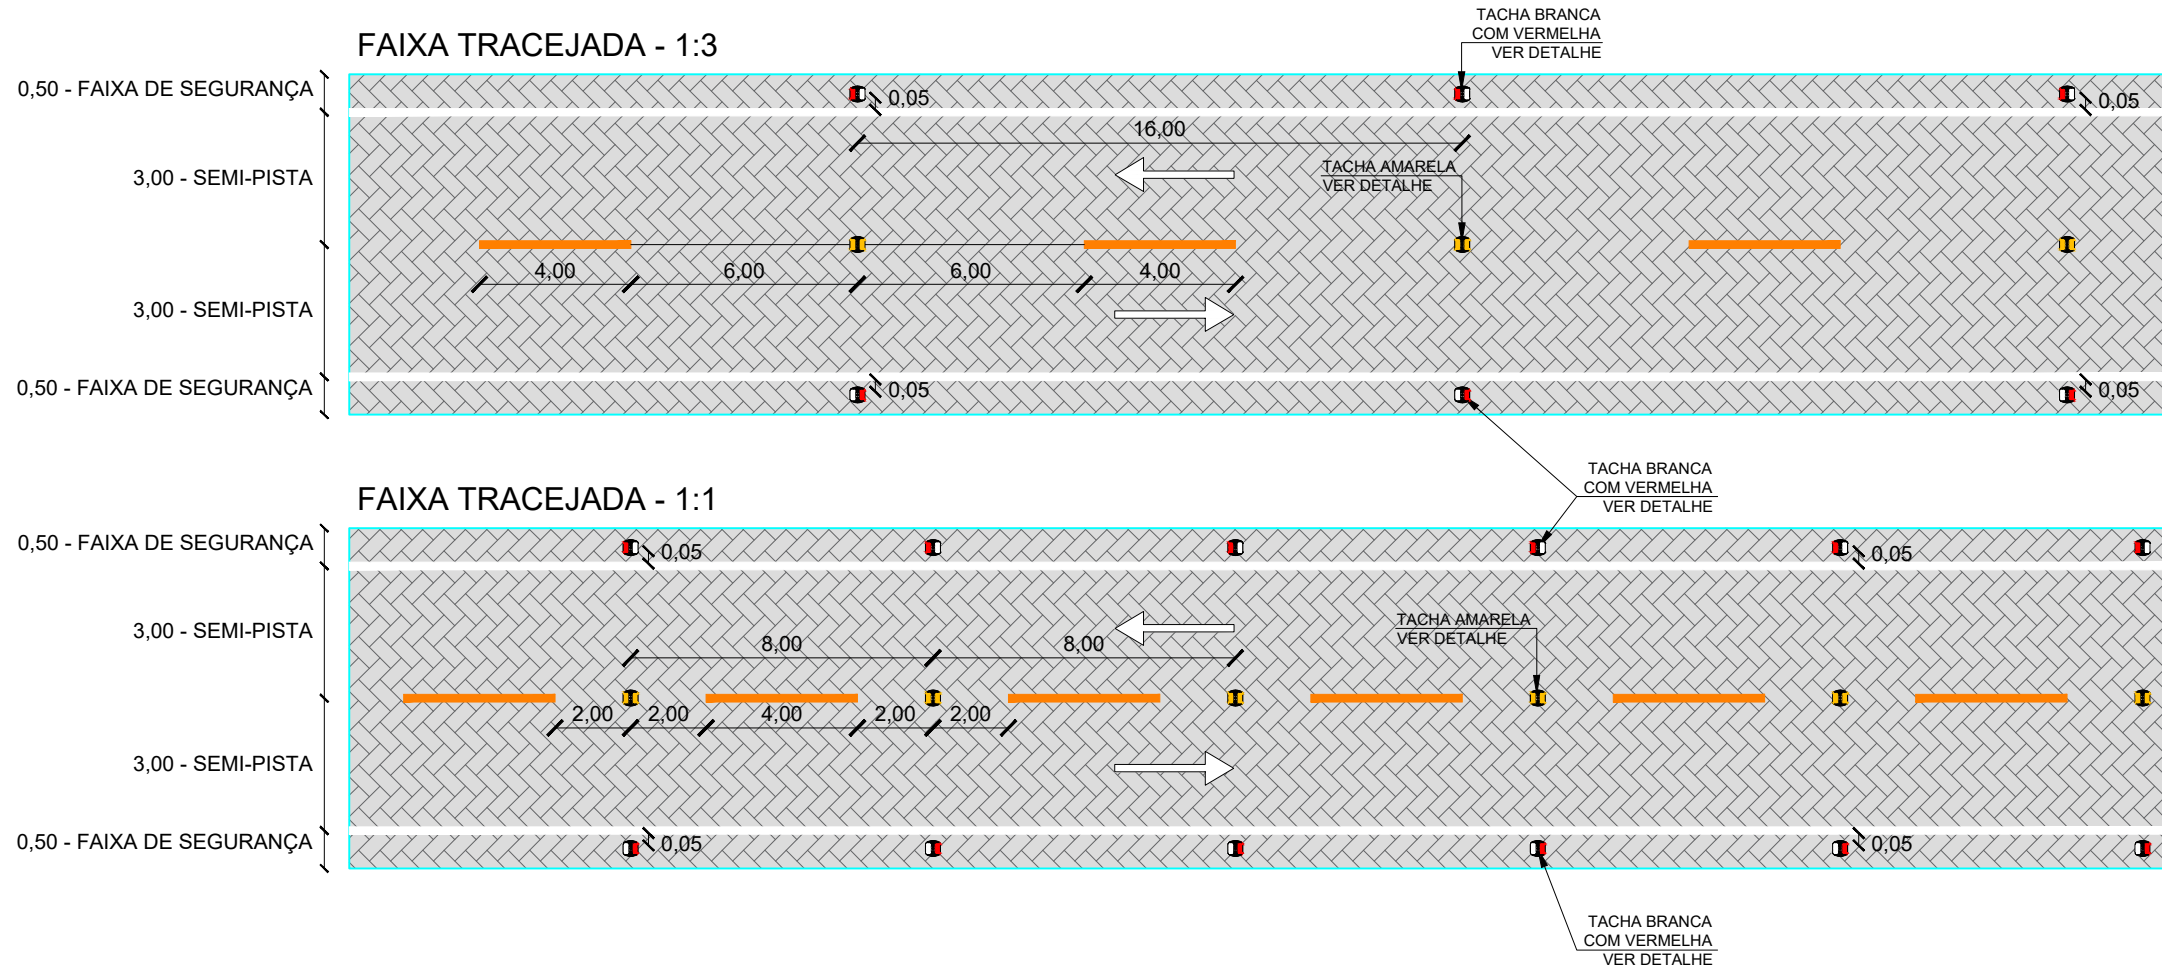 TACHA BRANCA
COM VERMELHA
VER DETALHE
FAIXA TRACEJADA - 1:3
0,50 - FAIXA DE SEGURANÇA
0,05
0,05
16,00
3,00 - SEMI-PISTA
TACHA AMARELA
VER DETALHE
4,00
6,00
6,00
4,00
3,00 - SEMI-PISTA
0,50 - FAIXA DE SEGURANÇA
0,05
0,05
TACHA BRANCA
COM VERMELHA
VER DETALHE
FAIXA TRACEJADA - 1:1
0,50 - FAIXA DE SEGURANÇA
0,05
0,05
3,00 - SEMI-PISTA
TACHA AMARELA
VER DETALHE
8,00
8,00
2,00
2,00
4,00
2,00
2,00
3,00 - SEMI-PISTA
0,50 - FAIXA DE SEGURANÇA
0,05
0,05
TACHA BRANCA
COM VERMELHA
VER DETALHE